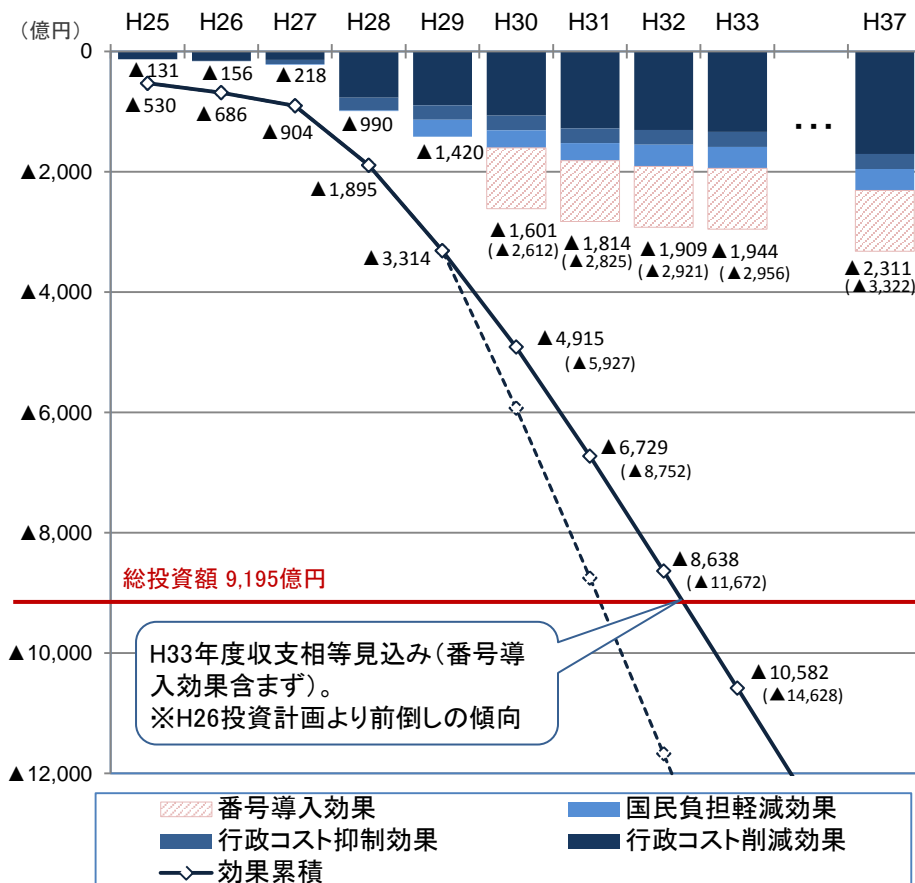 (億円)
H25 H26 H27 H28 H29 H30 H31 H32 H33 H37
0
▲131 ▲156 ▲218
▲530 ▲686 ▲904 ▲990 ▲1,420
…
▲2,000
▲1,895
▲1,601 ▲1,814 ▲1,909 ▲1,944 ▲2,311
(▲2,612) (▲2,825) (▲2,921) (▲2,956) (▲3,322)
▲3,314
▲4,000
▲4,915
(▲5,927)
▲6,000
▲6,729
(▲8,752)
▲8,000
▲8,638
(▲11,672)
総投資額 9,195億円
H33年度収支相等見込み(番号導
入効果含まず)。
※H26投資計画より前倒しの傾向
▲
10,000
▲10,582
(▲14,628)
▲12,000
番号導入効果 国民負担軽減効果
行政コスト抑制効果 行政コスト削減効果
効果累積